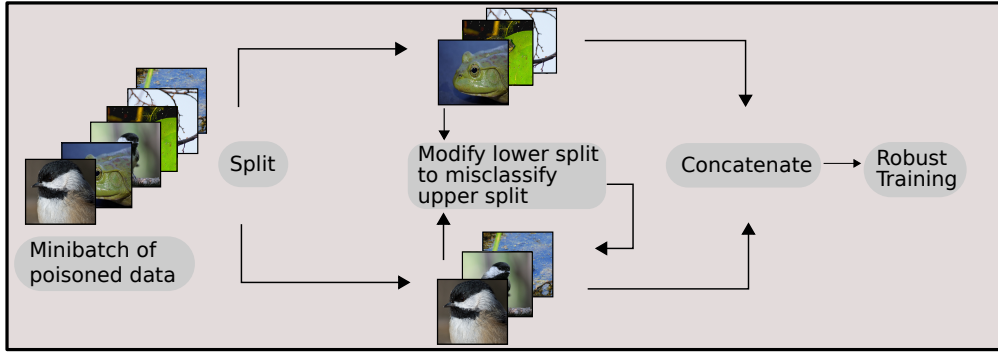 Split
Modify lower split
to misclassify
upper split
Concatenate
Robust
Training
Minibatch of
poisoned data